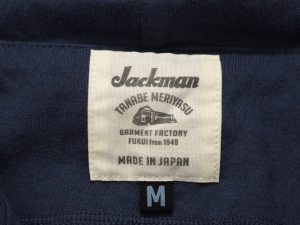 Jackman
TANABE MERIYASU
GARMENT FACTORY
FUKUI from 1949
MADE IN JAPAN
M